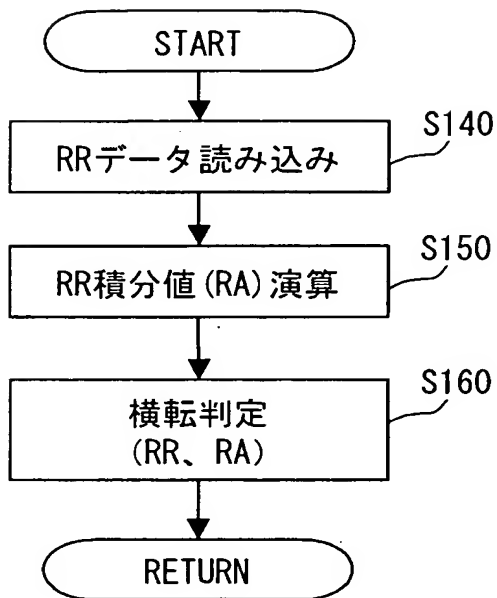 START
S140
RRデータ読み込み
S150
RR積分値(RA)演算
S160
横転判定
(RR、RA)
RETURN